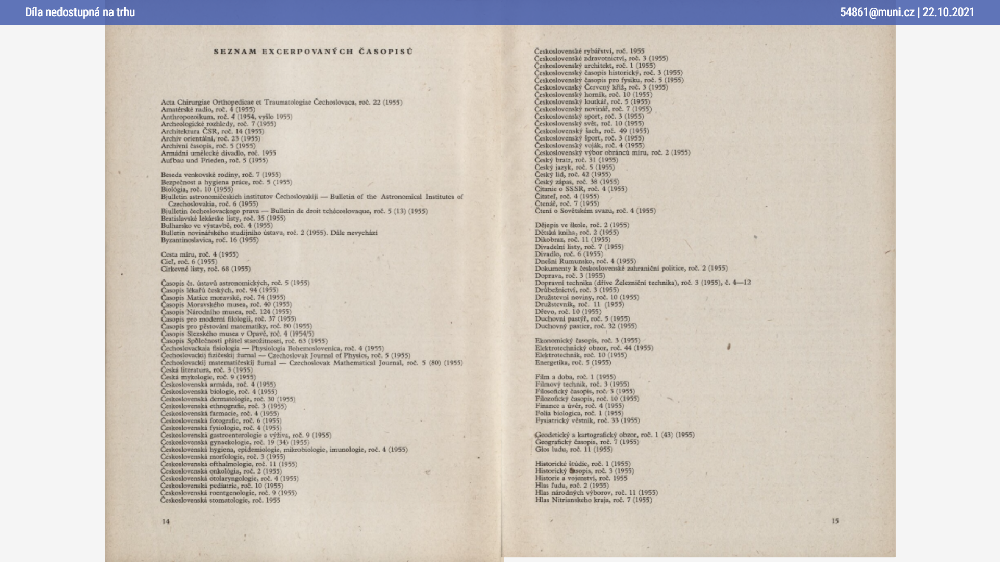 Díla nedostupná na trhu
54861@muni.cz | 22.10.2021
SEZNAM EXCERPOVANÝCH ČASOPISŮ
Acta Chirurgiae Orthopedicae et Traumatologiae Čechoslovaca, roč. 22 (1955)
Amatérské radio, roč. 4 (1955)
Anthropozoikum, roč. 4 (1954, vyšlo 1955)
Archeologické rozhledy, roč. 7 (1955)
Architektura ČSR, roč. 14 (1955)
Archiv orientální, roč. 23 (1955)
Archivní časopis, roč. 5 (1955)
Armádní umělecké divadlo, roč. 1955
Aufbau und Frieden, roč. 5 (1955)
Beseda venkovské rodiny, roč. 7 (1955)
Bezpečnost a hygiena práce, roč. 5 (1955)
Biológia, roč. 10 (1955)
Bjulletin astronomičeskich institutov Čechoslovakiji — Bulletin of the Astronomical Institutes of
Czechoslovakia, roč. 6 (1955)
Bjulletin čechoslovackogo prava — Bulletin de droit tchécoslovaque, roč. 5 (13) (1955)
Bratislavské lekárske listy, roč. 35 (1955)
Bulharsko ve výstavbě, roč. 4 (1955)
Bulletin novinářského studijního ústavu, roč. 2 (1955). Dále nevychází
Byzantinoslavica, roč. 16 (1955)
Cesta míru, roč. 4 (1955)
Cieľ, roč. 6 (1955)
Cirkevné listy, roč. 68 (1955)
Časopis čs. ústavů astronomických, roč. 5 (1955)
Časopis lékařů českých, roč. 94 (1955)
Časopis Matice moravské, roč. 74 (1955)
Časopis Moravského musea, roč. 40 (1955)
Časopis Národního musea, roč. 124 (1955)
Časopis pro moderní filologii, roč. 37 (1955)
Časopis pro pěstování matematiky, roč. 80 (1955)
Časopis Slezského musea v Opavě, roč. 4 (1954/5)
Časopis Společnosti přátel starožitností, roč. 63 (1955)
Čechoslovackaja fisiologia — Physiologia Bohemoslovenica, roč. 4 (1955)
Čechoslovackij fizičeskij žurnal — Czechoslovak Journal of Physics, roč. 5 (1955)
Čechoslovackij matematičeskij žurnal — Czechoslovak Mathematical Journal, roč. 5 (80) (1955)
Česká literatura, roč. 3 (1955)
Česká mykologie, roč. 9 (1955)
Československá armáda, roč. 4 (1955)
Československá biologie, roč. 4 (1955)
Československá dermatologie, roč. 30 (1955)
Československá ethnografie, roč. 3 (1955)
Československá farmacie, roč. 4 (1955)
Československá fotografie, roč. 6 (1955)
Československá fysiologie, roč. 4 (1955)
Československá gastroenterologie a výživa, roč. 9 (1955)
Československá gynaekologie, roč. 19 (34) (1955)
Československá hygiena, epidemiologie, mikrobiologie, imunologie, roč. 4 (1955)
Československá morfologie, roč. 3 (1955)
Československá ofthalmologie, roč. 11 (1955)
Československá onkológia, roč. 2 (1955)
Československá otolaryngologie, roč. 4 (1955)
Československá pediatrie, roč. 10 (1955)
Československá roentgenologie, roč. 9 (1955)
Československá stomatologie, roč. 1955
14
Československé rybářství, roč. 1955
Československé zdravotnictví, roč. 3 (1955)
Československý architekt, roč. 1 (1955)
Československý časopis historický, roč. 3 (1955)
Československý časopis pro fysiku, roč. 5 (1955)
Československý Červený kříž, roč. 3 (1955)
Československý horník, roč. 10 (1955)
Československý loutkář, roč. 5 (1955)
Československý novinář, roč. 7 (1955)
Československý sport, roč. 3 (1955)
Československý svět, roč. 10 (1955)
Československý šach, roč. 49 (1955)
Československý šport, roč. 3 (1955)
Československý voják, roč. 4 (1955)
Československý výbor obránců míru, roč. 2 (1955)
Český bratr, roč. 31 (1955)
Český jazyk, roč. 5 (1955)
Český lid, roč. 42 (1955)
Český zápas, roč. 38 (1955)
Čítanie o SSSR, roč. 4 (1955)
Čitateľ, roč. 4 (1955)
Čtenář, roč. 7 (1955)
Čtení o Sovětském svazu, roč. 4 (1955)
Dějepis ve škole, roč. 2 (1955)
Dětská kniha, roč. 2 (1955)
Dikobraz, roč. 11 (1955)
Divadelní listy, roč. 7 (1955)
Divadlo, roč. 6 (1955)
Dnešní Rumunsko, roč. 4 (1955)
Dokumenty k československé zahraniční politice, roč. 2 (1955)
Doprava, roč. 3 (1955)
Dopravní technika (dříve Železniční technika), roč. 3 (1955), č. 4—12
Drůbežnictví, roč. 3 (1955)
Družstevní noviny, roč. 10 (1955)
Družstevník, roč. 11 (1955)
Dřevo, roč. 10 (1955)
Duchovní pastýř, roč. 5 (1955)
Duchovný pastier, roč. 32 (1955)
Ekonomický časopis, roč. 3 (1955)
Elektrotechnický obzor, roč. 44 (1955)
Elektrotechnik, roč. 10 (1955)
Energetika, roč. 5 (1955)
Film a doba, roč. 1 (1955)
Filmový technik, roč. 3 (1955)
Filosofický časopis, roč. 3 (1955)
Filozofický časopis, roč. 10 (1955)
Finance a úvěr, roč. 4 (1955)
Folia biologica, roč. 1 (1955)
Fysiatrický věstník, roč. 33 (1955)
Geodetický a kartografický obzor, roč. 1 (43) (1955)
Geografický časopis, roč. 7 (1955)
Głos ludu, roč. 11 (1955)
Historické štúdie, roč. 1 (1955)
Historický časopis, roč. 3 (1955)
Historie a vojenství, roč. 1955
Hlas ľudu, roč. 2 (1955)
Hlas národných výborov, roč. 11 (1955)
Hlas Nitrianskeho kraja, roč. 7 (1955)
15